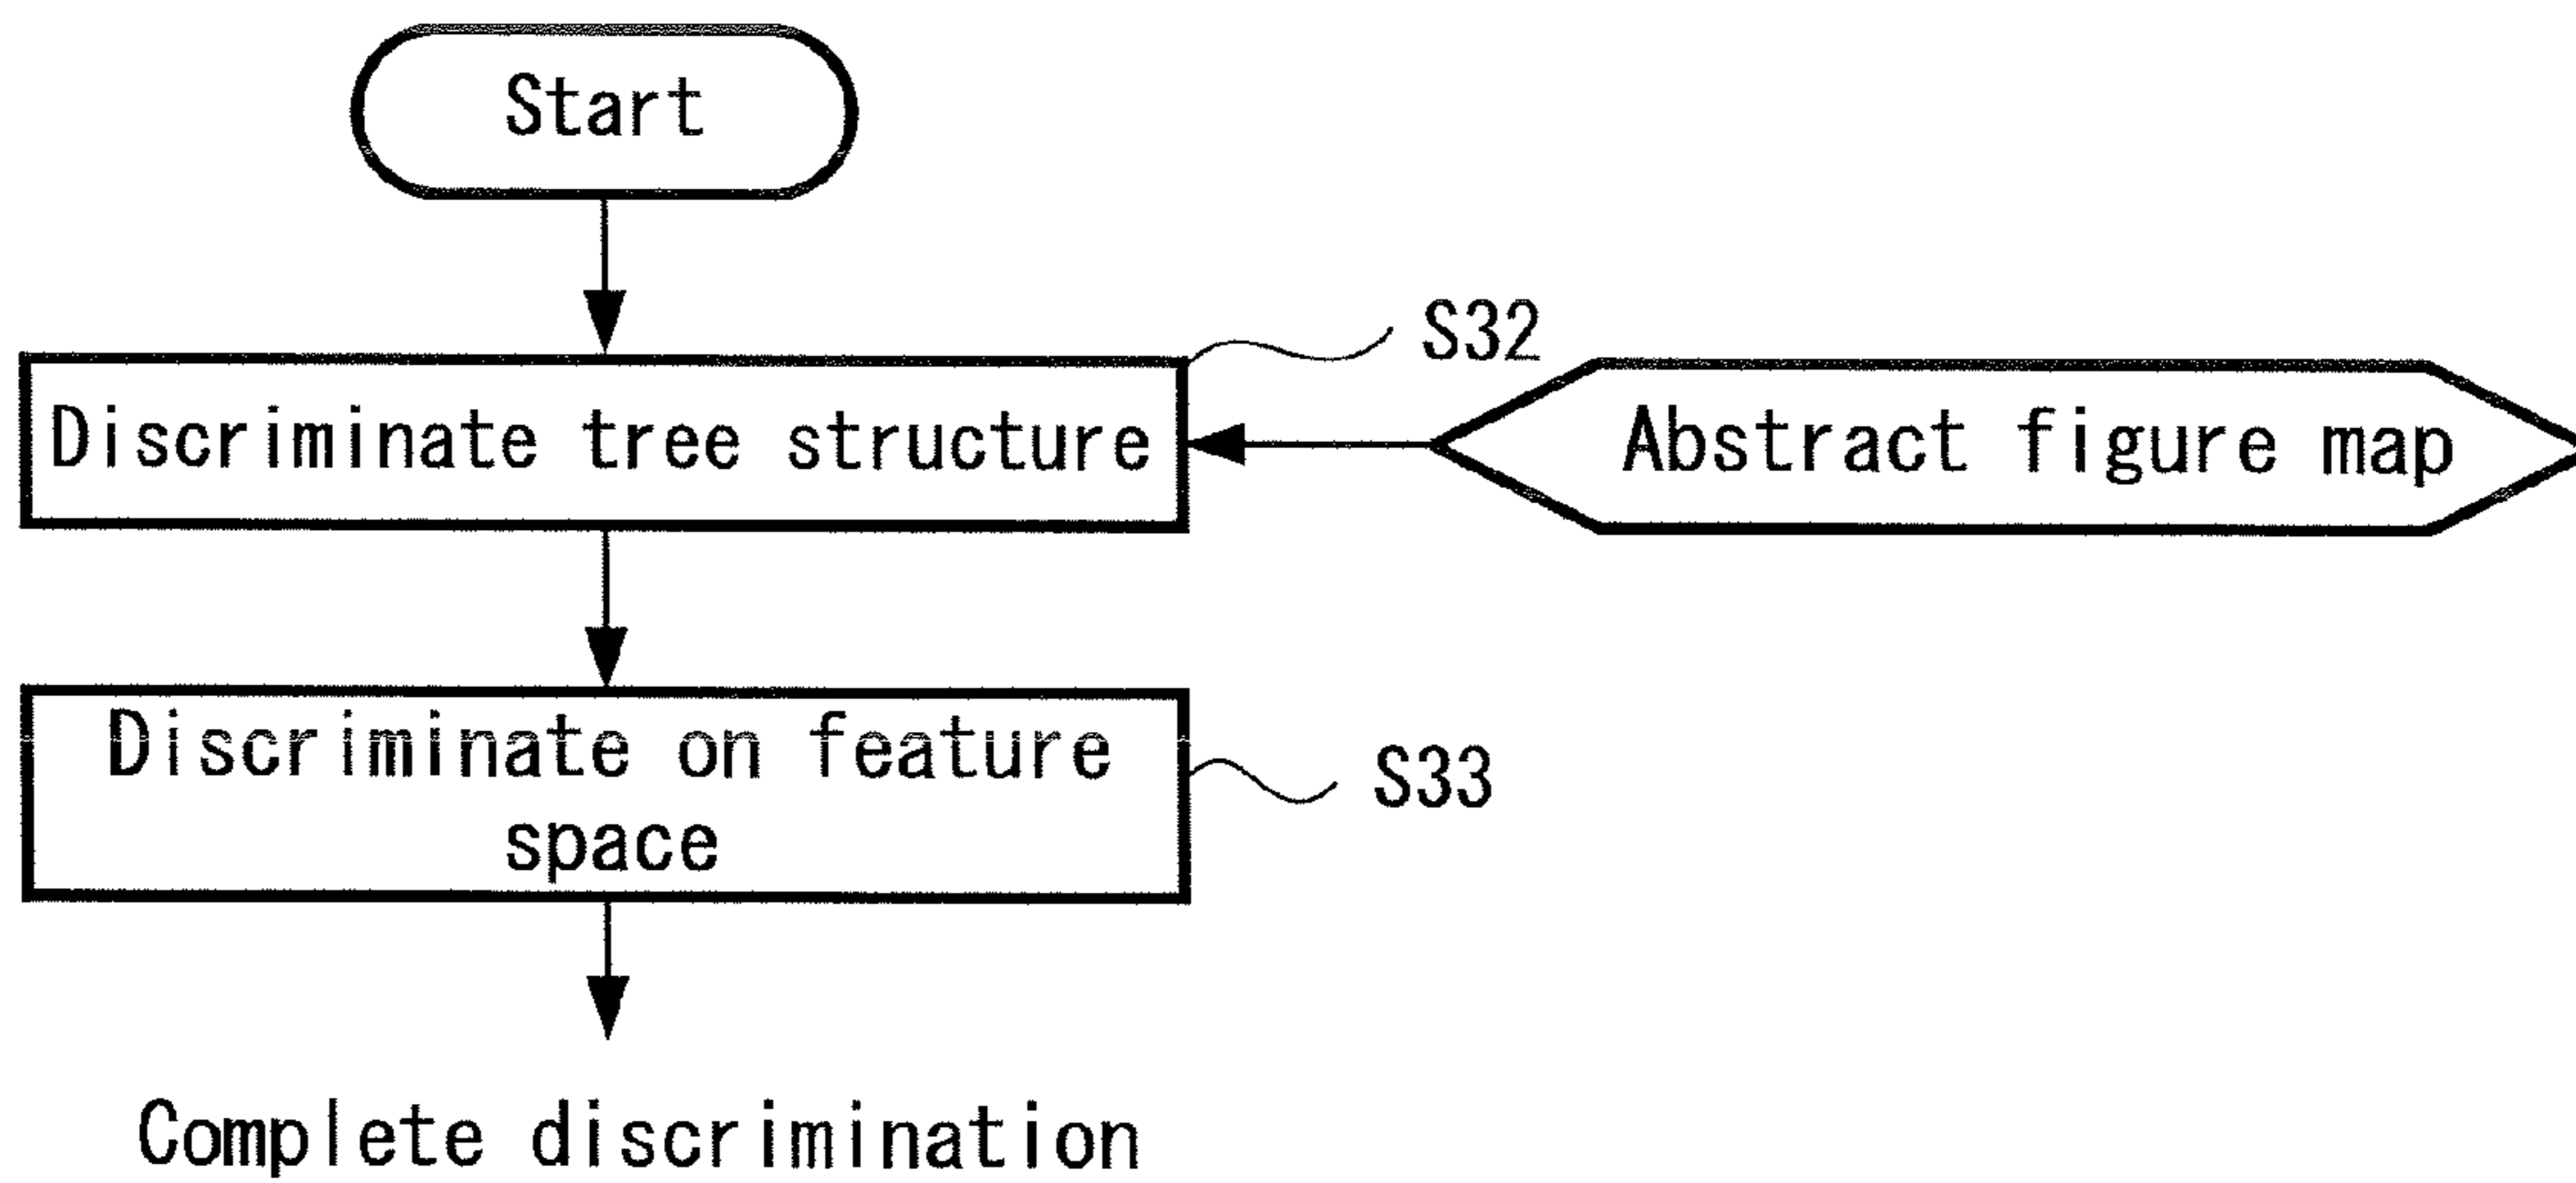 Start
S32
Discriminate tree structure
Abstract figure map
Discriminate on feature
space
S33
Complete discrimination